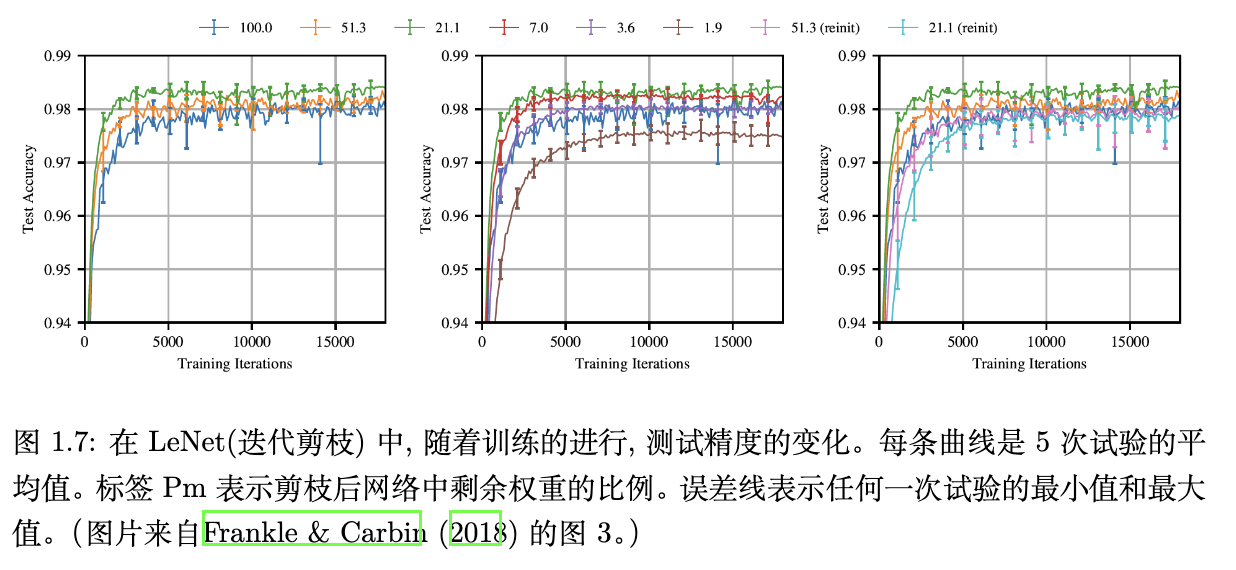 100.0 51.3 21.1 7.0 3.6 1.9 51.3 (reinit) 21.1 (reinit)
0.99
0.98
0.97
0.96
0.95
0.94
Test Accuracy
0 5000 10000 15000
Training Iterations
0.99
0.98
0.97
0.96
0.95
0.94
Test Accuracy
0 5000 10000 15000
Training Iterations
0.99
0.98
0.97
0.96
0.95
0.94
Test Accuracy
0 5000 10000 15000
Training Iterations
图 1.7: 在 LeNet(迭代剪枝) 中, 随着训练的进行, 测试精度的变化。每条曲线是 5 次试验的平
均值。标签 Pm 表示剪枝后网络中剩余权重的比例。误差线表示任何一次试验的最小值和最大
值。(图片来自Frankle & Carbin (2018) 的图 3。)